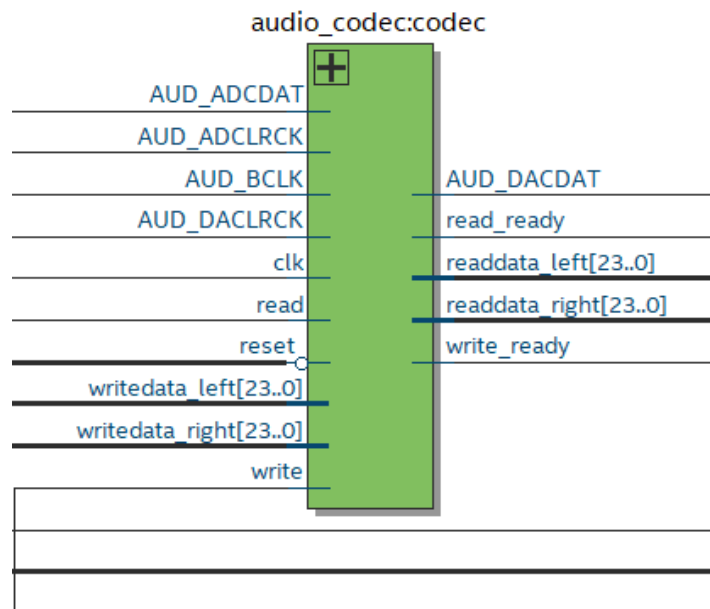 audio_codec:codec
AUD_ADCDAT
AUD_ADCLRCK
AUD_BCLK
AUD_DACLRCK
clk
read
reset
writedata_left[23..0]
writedata_right[23..0]
write
AUD_DACDAT
read_ready
readdata_left[23..0]
readdata_right[23..0]
write_ready